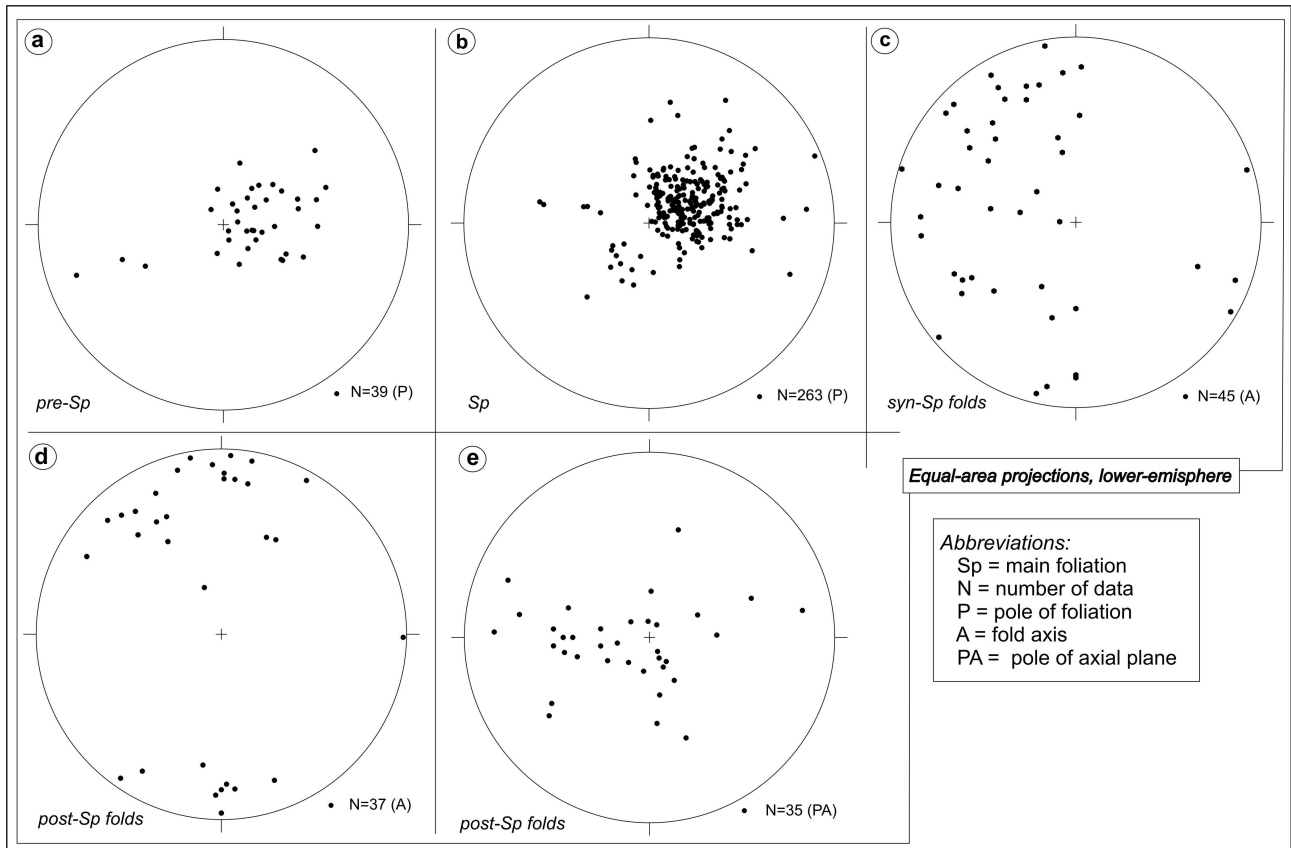 a
b
c
N=39 (P)
pre-Sp
N=263 (P)
Sp
N=45 (A)
syn-Sp folds
d
e
Equal-area projections, lower-emisphere
Abbreviations:
Sp = main foliation
N = number of data
P = pole of foliation
A = fold axis
PA = pole of axial plane
N=37 (A)
post-Sp folds
N=35 (PA)
post-Sp folds